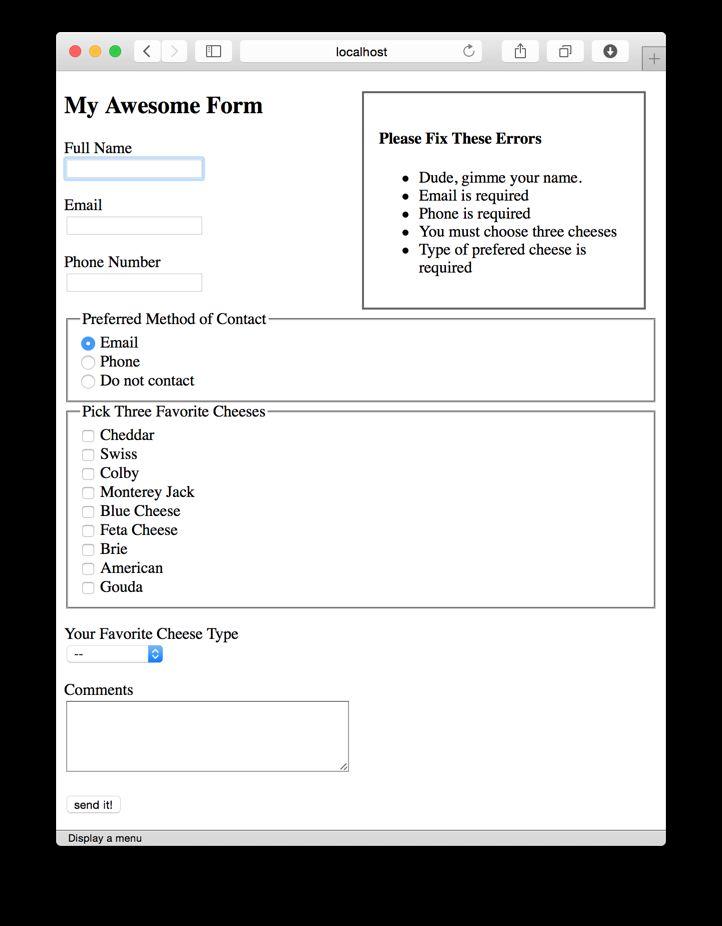 localhost
My Awesome Form
Full Name
Email
Phone Number
Please Fix These Errors
Dude, gimme your name.
Email is required
Phone is required
You must choose three cheeses
Type of prefered cheese is
required
Preferred Method of Contact
Email
Phone
Do not contact
Pick Three Favorite Cheeses
Cheddar
Swiss
Colby
Monterey Jack
Blue Cheese
Feta Cheese
Brie
American
Gouda
Your Favorite Cheese Type
--
Comments
send it!
Display a menu